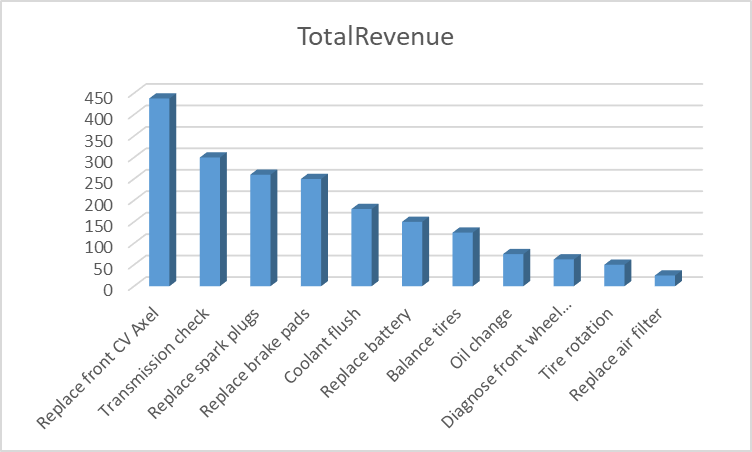 TotalRevenue
450
400
350
300
250
200
150
100
50
0
Replace front CV Axel
Transmission check
Replace spark plugs
Replace brake pads
Coolant flush
Replace battery
Balance tires
Oil change
Diagnose front wheel...
Tire rotation
Replace air filter